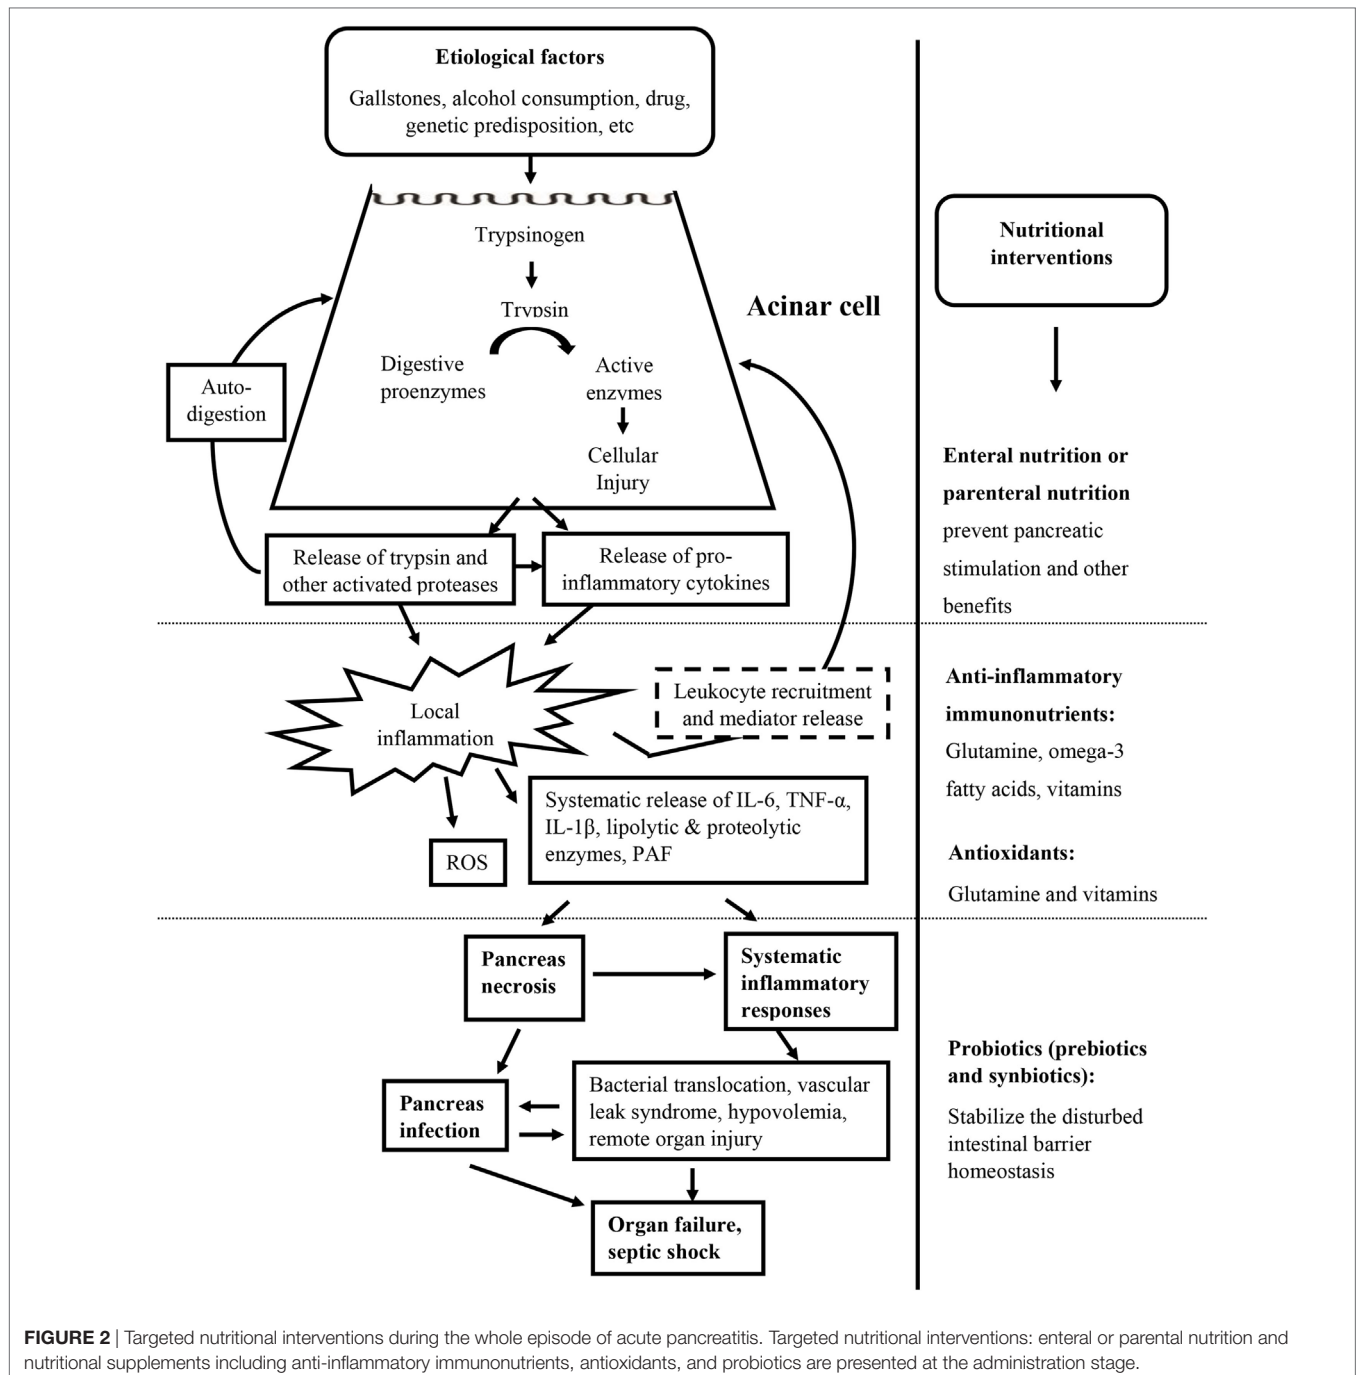 Etiological factors
Gallstones, alcohol consumption, drug,
genetic predisposition, etc
Trypsinogen
Trypsin
Acinar cell
Digestive
proenzymes
Active
enzymes
Cellular
Injury
Auto-
digestion
Release of trypsin and
other activated proteases
Release of pro-
inflammatory cytokines
Local
inflammation
Leukocyte recruitment
and mediator release
ROS
Systematic release of IL-6, TNF-α,
IL-1β, lipolytic & proteolytic
enzymes, PAF
Pancreas
necrosis
Systematic
inflammatory
responses
Pancreas
infection
Bacterial translocation, vascular
leak syndrome, hypovolemia,
remote organ injury
Organ failure,
septic shock
Nutritional
interventions
Enteral nutrition or
parenteral nutrition
prevent pancreatic
stimulation and other
benefits
Anti-inflammatory
immunonutrients:
Glutamine, omega-3
fatty acids, vitamins
Antioxidants:
Glutamine and vitamins
Probiotics (prebiotics
and synbiotics):
Stabilize the disturbed
intestinal barrier
homeostasis
FIGURE 2 | Targeted nutritional interventions during the whole episode of acute pancreatitis. Targeted nutritional interventions: enteral or parental nutrition and
nutritional supplements including anti-inflammatory immunonutrients, antioxidants, and probiotics are presented at the administration stage.